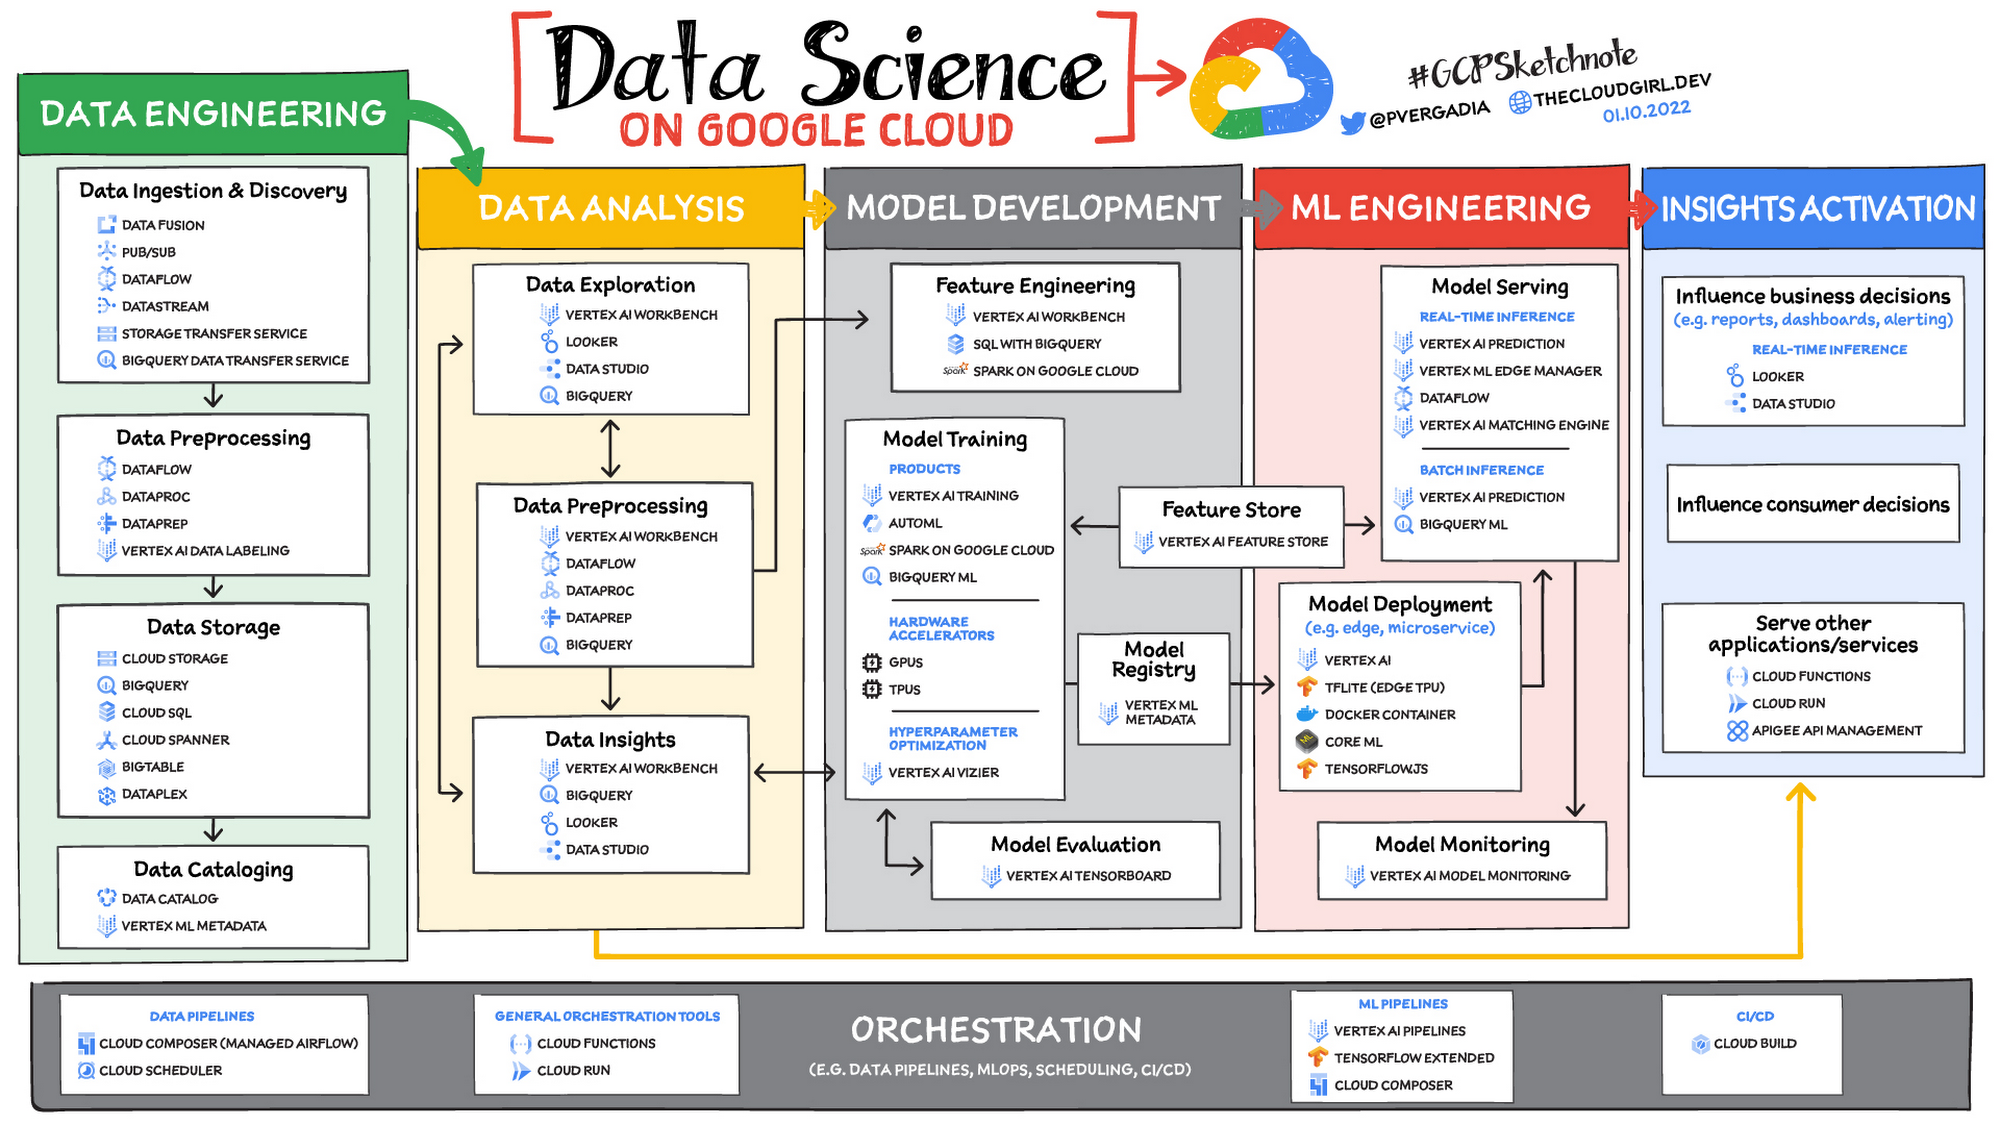 Data Science
ON GOOGLE CLOUD
#GCPSketchnote
@PVERGADIA
THECLOUDGIRL.DEV
01.10.2022
DATA ENGINEERING
Data Ingestion & Discovery
DATA FUSION
PUB/SUB
DATAFLOW
DATASTREAM
STORAGE TRANSFER SERVICE
BIGQUERY DATA TRANSFER SERVICE
Data Preprocessing
DATAFLOW
DATAPROC
DATAPREP
VERTEX AI DATA LABELING
Data Storage
CLOUD STORAGE
BIGQUERY
CLOUD SQL
CLOUD SPANNER
BIGTABLE
DATAPLEX
Data Cataloging
DATA CATALOG
VERTEX ML METADATA
DATA ANALYSIS
Data Exploration
VERTEX AI WORKBENCH
LOOKER
DATA STUDIO
BIGQUERY
Data Preprocessing
VERTEX AI WORKBENCH
DATAFLOW
DATAPROC
DATAPREP
BIGQUERY
Data Insights
VERTEX AI WORKBENCH
BIGQUERY
LOOKER
DATA STUDIO
MODEL DEVELOPMENT
Feature Engineering
VERTEX AI WORKBENCH
SQL WITH BIGQUERY
Spark SPARK ON GOOGLE CLOUD
Model Training
PRODUCTS
VERTEX AI TRAINING
AUTOML
Spark SPARK ON GOOGLE CLOUD
BIGQUERY ML
HARDWARE
ACCELERATORS
GPUS
TPUS
HYPERPARAMETER
OPTIMIZATION
VERTEX AI VIZIER
Model Evaluation
VERTEX AI TENSORBOARD
Feature Store
VERTEX AI FEATURE STORE
Model
Registry
VERTEX ML
METADATA
ML ENGINEERING
Model Serving
REAL-TIME INFERENCE
VERTEX AI PREDICTION
VERTEX ML EDGE MANAGER
DATAFLOW
VERTEX AI MATCHING ENGINE
BATCH INFERENCE
VERTEX AI PREDICTION
BIGQUERY ML
Model Deployment
(e.g. edge, microservice)
VERTEX AI
TFLITE (EDGE TPU)
DOCKER CONTAINER
ML CORE ML
TENSORFLOW.JS
Model Monitoring
VERTEX AI MODEL MONITORING
INSIGHTS ACTIVATION
Influence business decisions
(e.g. reports, dashboards, alerting)
REAL-TIME INFERENCE
LOOKER
DATA STUDIO
Influence consumer decisions
Serve other
applications/services
CLOUD FUNCTIONS
CLOUD RUN
APIGEE API MANAGEMENT
DATA PIPELINES
CLOUD COMPOSER (MANAGED AIRFLOW)
CLOUD SCHEDULER
GENERAL ORCHESTRATION TOOLS
CLOUD FUNCTIONS
CLOUD RUN
ORCHESTRATION
(E.G. DATA PIPELINES, MLOPS, SCHEDULING, CI/CD)
ML PIPELINES
VERTEX AI PIPELINES
TENSORFLOW EXTENDED
CLOUD COMPOSER
CI/CD
CLOUD BUILD